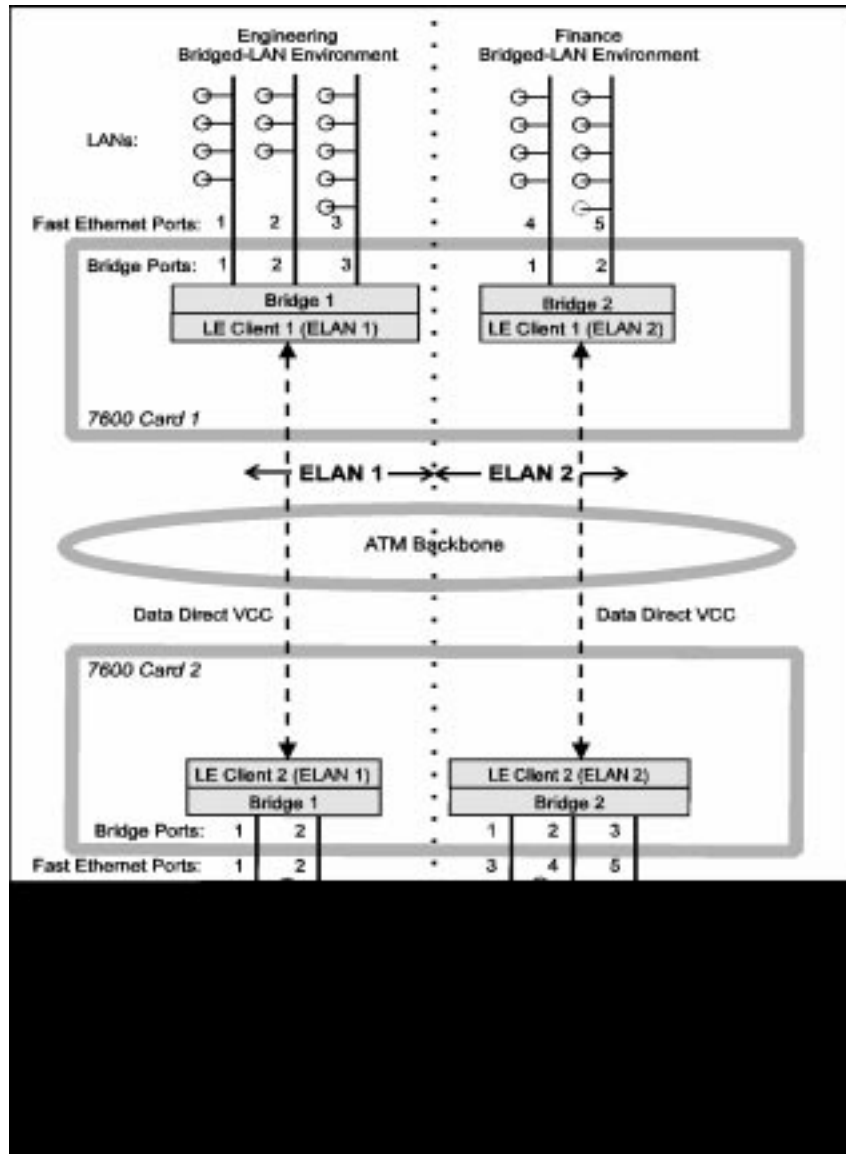 Engineering
Bridged-LAN Environment
Finance
Bridged-LAN Environment
LANs:
Fast Ethernet Ports: 1 2 3 4 5
Bridge Ports: 1 2 3 1 2
Bridge 1
LE Client 1 (ELAN 1)
Bridge 2
LE Client 1 (ELAN 2)
7600 Card 1
ELAN 1 ELAN 2
ATM Backbone
Data Direct VCC Data Direct VCC
7600 Card 2
LE Client 2 (ELAN 1)
Bridge 1
LE Client 2 (ELAN 2)
Bridge 2
Bridge Ports: 1 2 1 2 3
Fast Ethernet Ports: 1 2 3 4 5